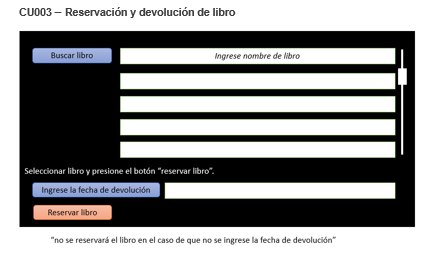 CU003 – Reservación y devolución de libro
Buscar libro
Ingrese nombre de libro
Seleccionar libro y presione el botón “reservar libro”.
Ingrese la fecha de devolución
Reservar libro
“no se reservará el libro en el caso de que no se ingrese la fecha de devolución”